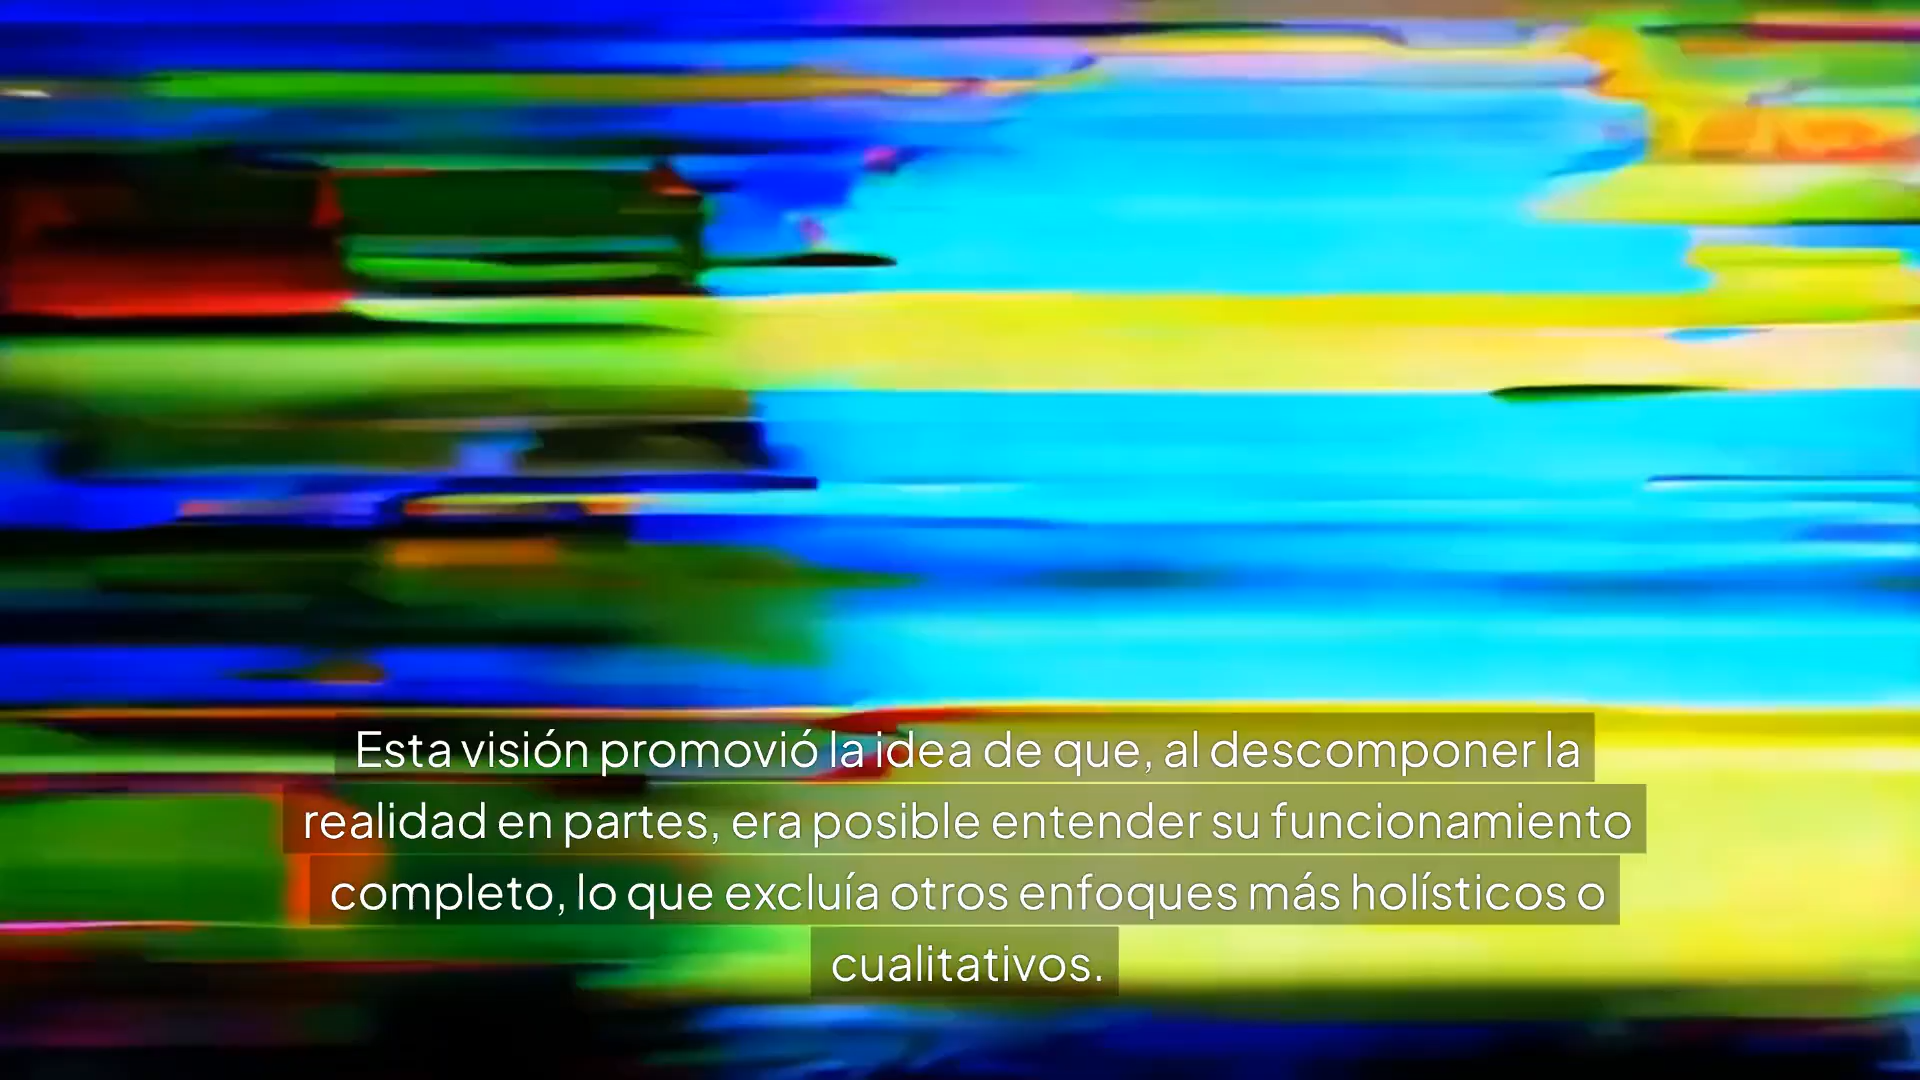 Esta visión promovió la idea de que, al descomponer la
realidad en partes, era posible entender su funcionamiento
completo, lo que excluía otros enfoques más holísticos o
cualitativos.